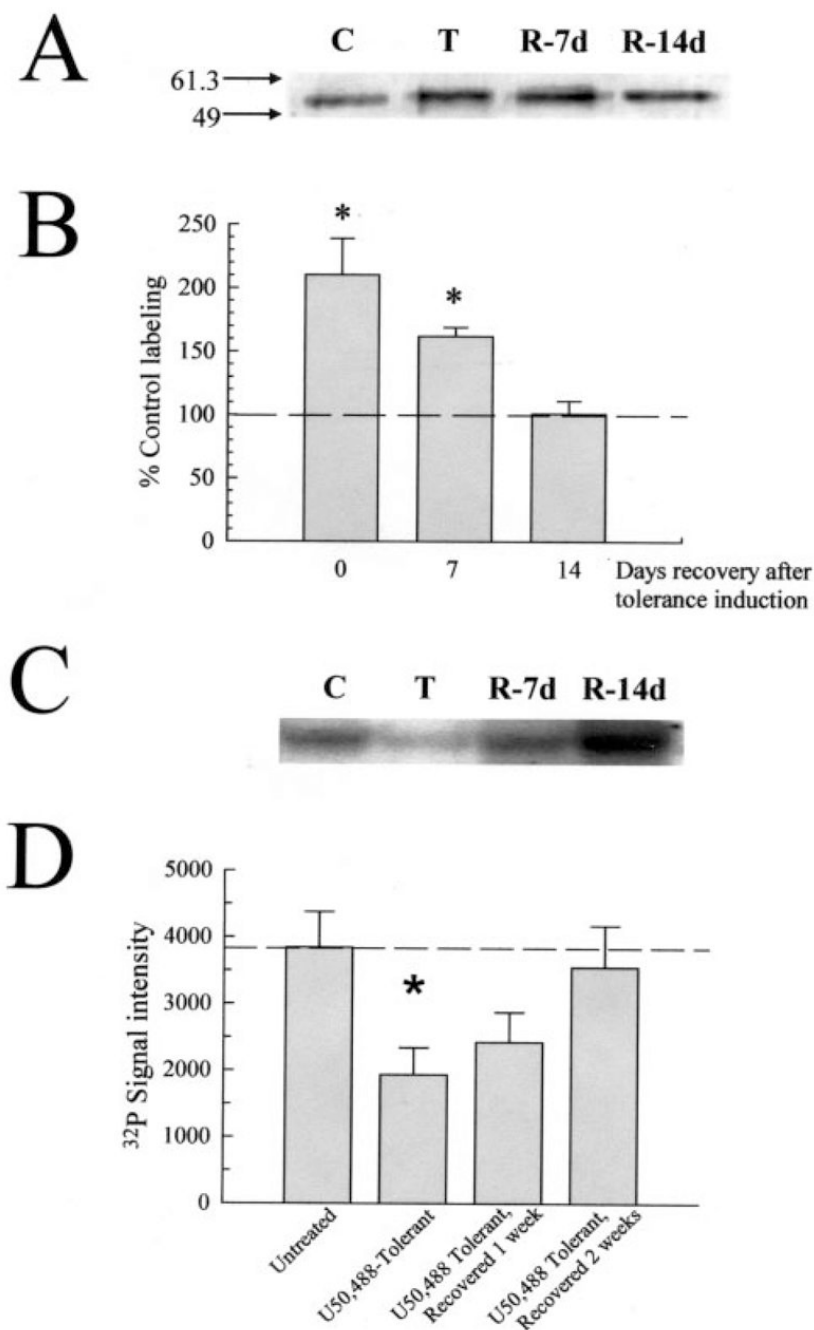 A
C T R-7d R-14d
61.3
49
B
% Control labeling
250
200
150
100
50
0
*
*
0 7 14 Days recovery after
tolerance induction
C
C T R-7d R-14d
D
³²P Signal intensity
5000
4000
3000
2000
1000
0
*
Untreated
U50,488-Tolerant
U50,488 Tolerant,
Recovered 1 week
U50,488 Tolerant,
Recovered 2 weeks